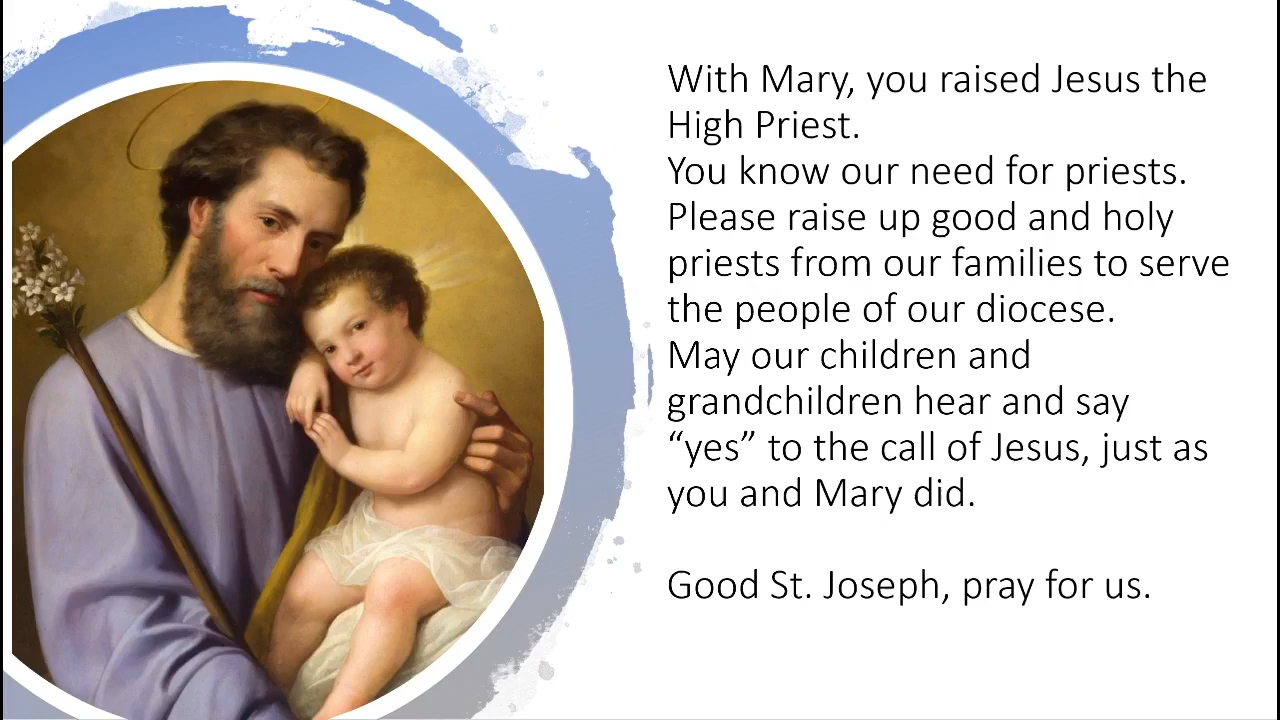 With Mary, you raised Jesus the
High Priest.
You know our need for priests.
Please raise up good and holy
priests from our families to serve
the people of our diocese.
May our children and
grandchildren hear and say
“yes” to the call of Jesus, just as
you and Mary did.
Good St. Joseph, pray for us.